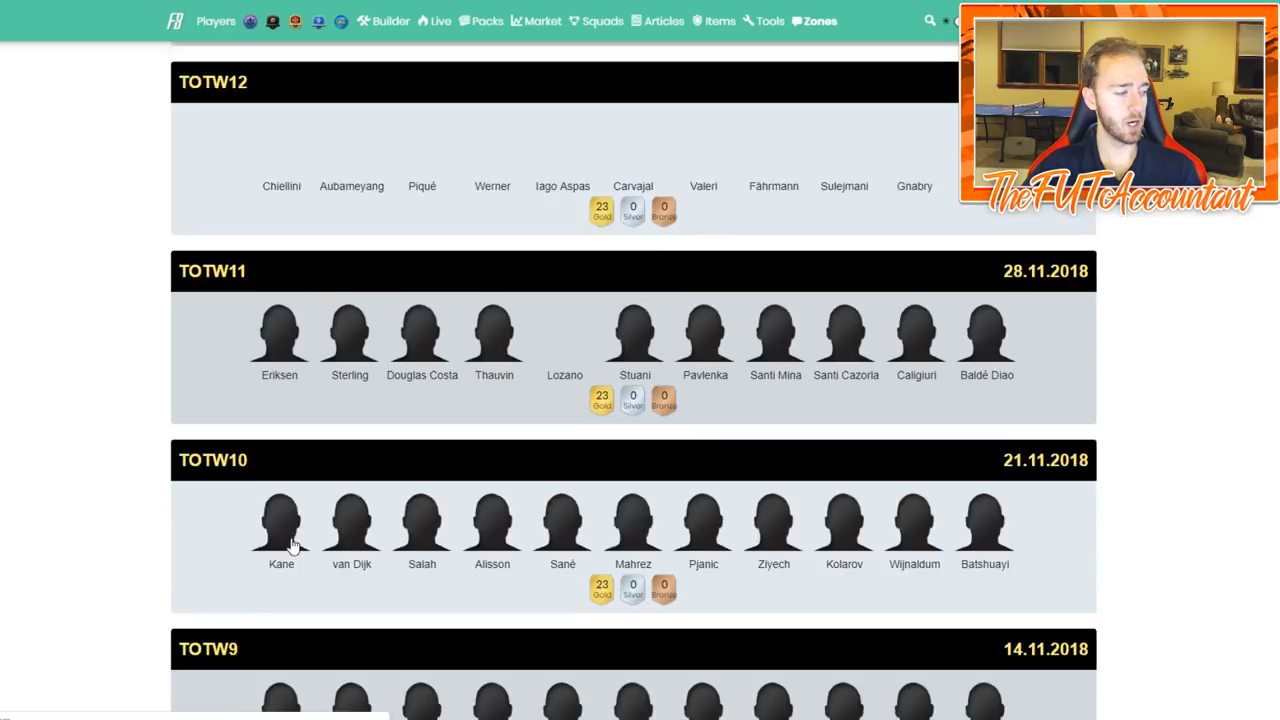 FB Players Builder Live Packs Market Squads Articles Items Tools Zones
TheFUTAccountant
TOTW12
Chiellini Aubameyang Piqué Werner Iago Aspas Carvajal Valeri Fährmann Sulejmani Gnabry
23 Gold 0 Silver 0 Bronze
TOTW11 28.11.2018
Eriksen Sterling Douglas Costa Thauvin Lozano Stuani Pavlenka Santi Mina Santi Cazorla Caligiuri Baldé Diao
23 Gold 0 Silver 0 Bronze
TOTW10 21.11.2018
Kane van Dijk Salah Alisson Sané Mahrez Pjanic Ziyech Kolarov Wijnaldum Batshuayi
23 Gold 0 Silver 0 Bronze
TOTW9 14.11.2018